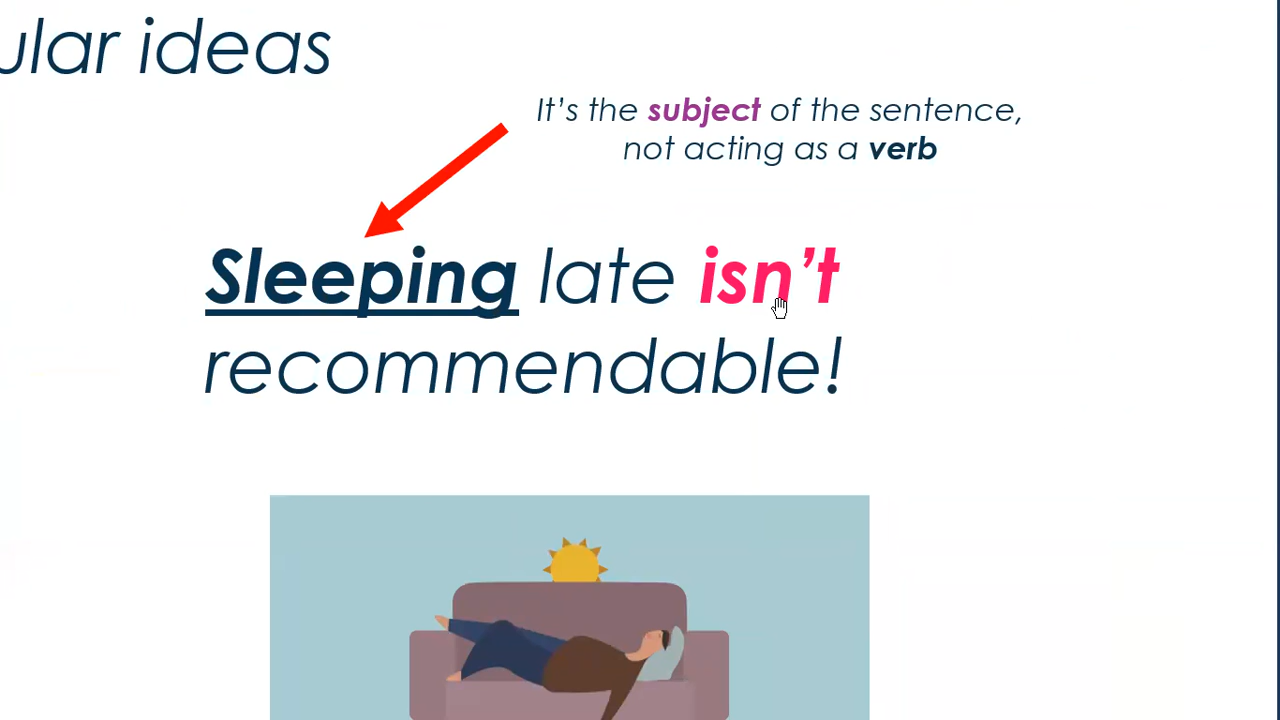 ular ideas
It's the subject of the sentence,
not acting as a verb
Sleeping late isn't
recommendable!